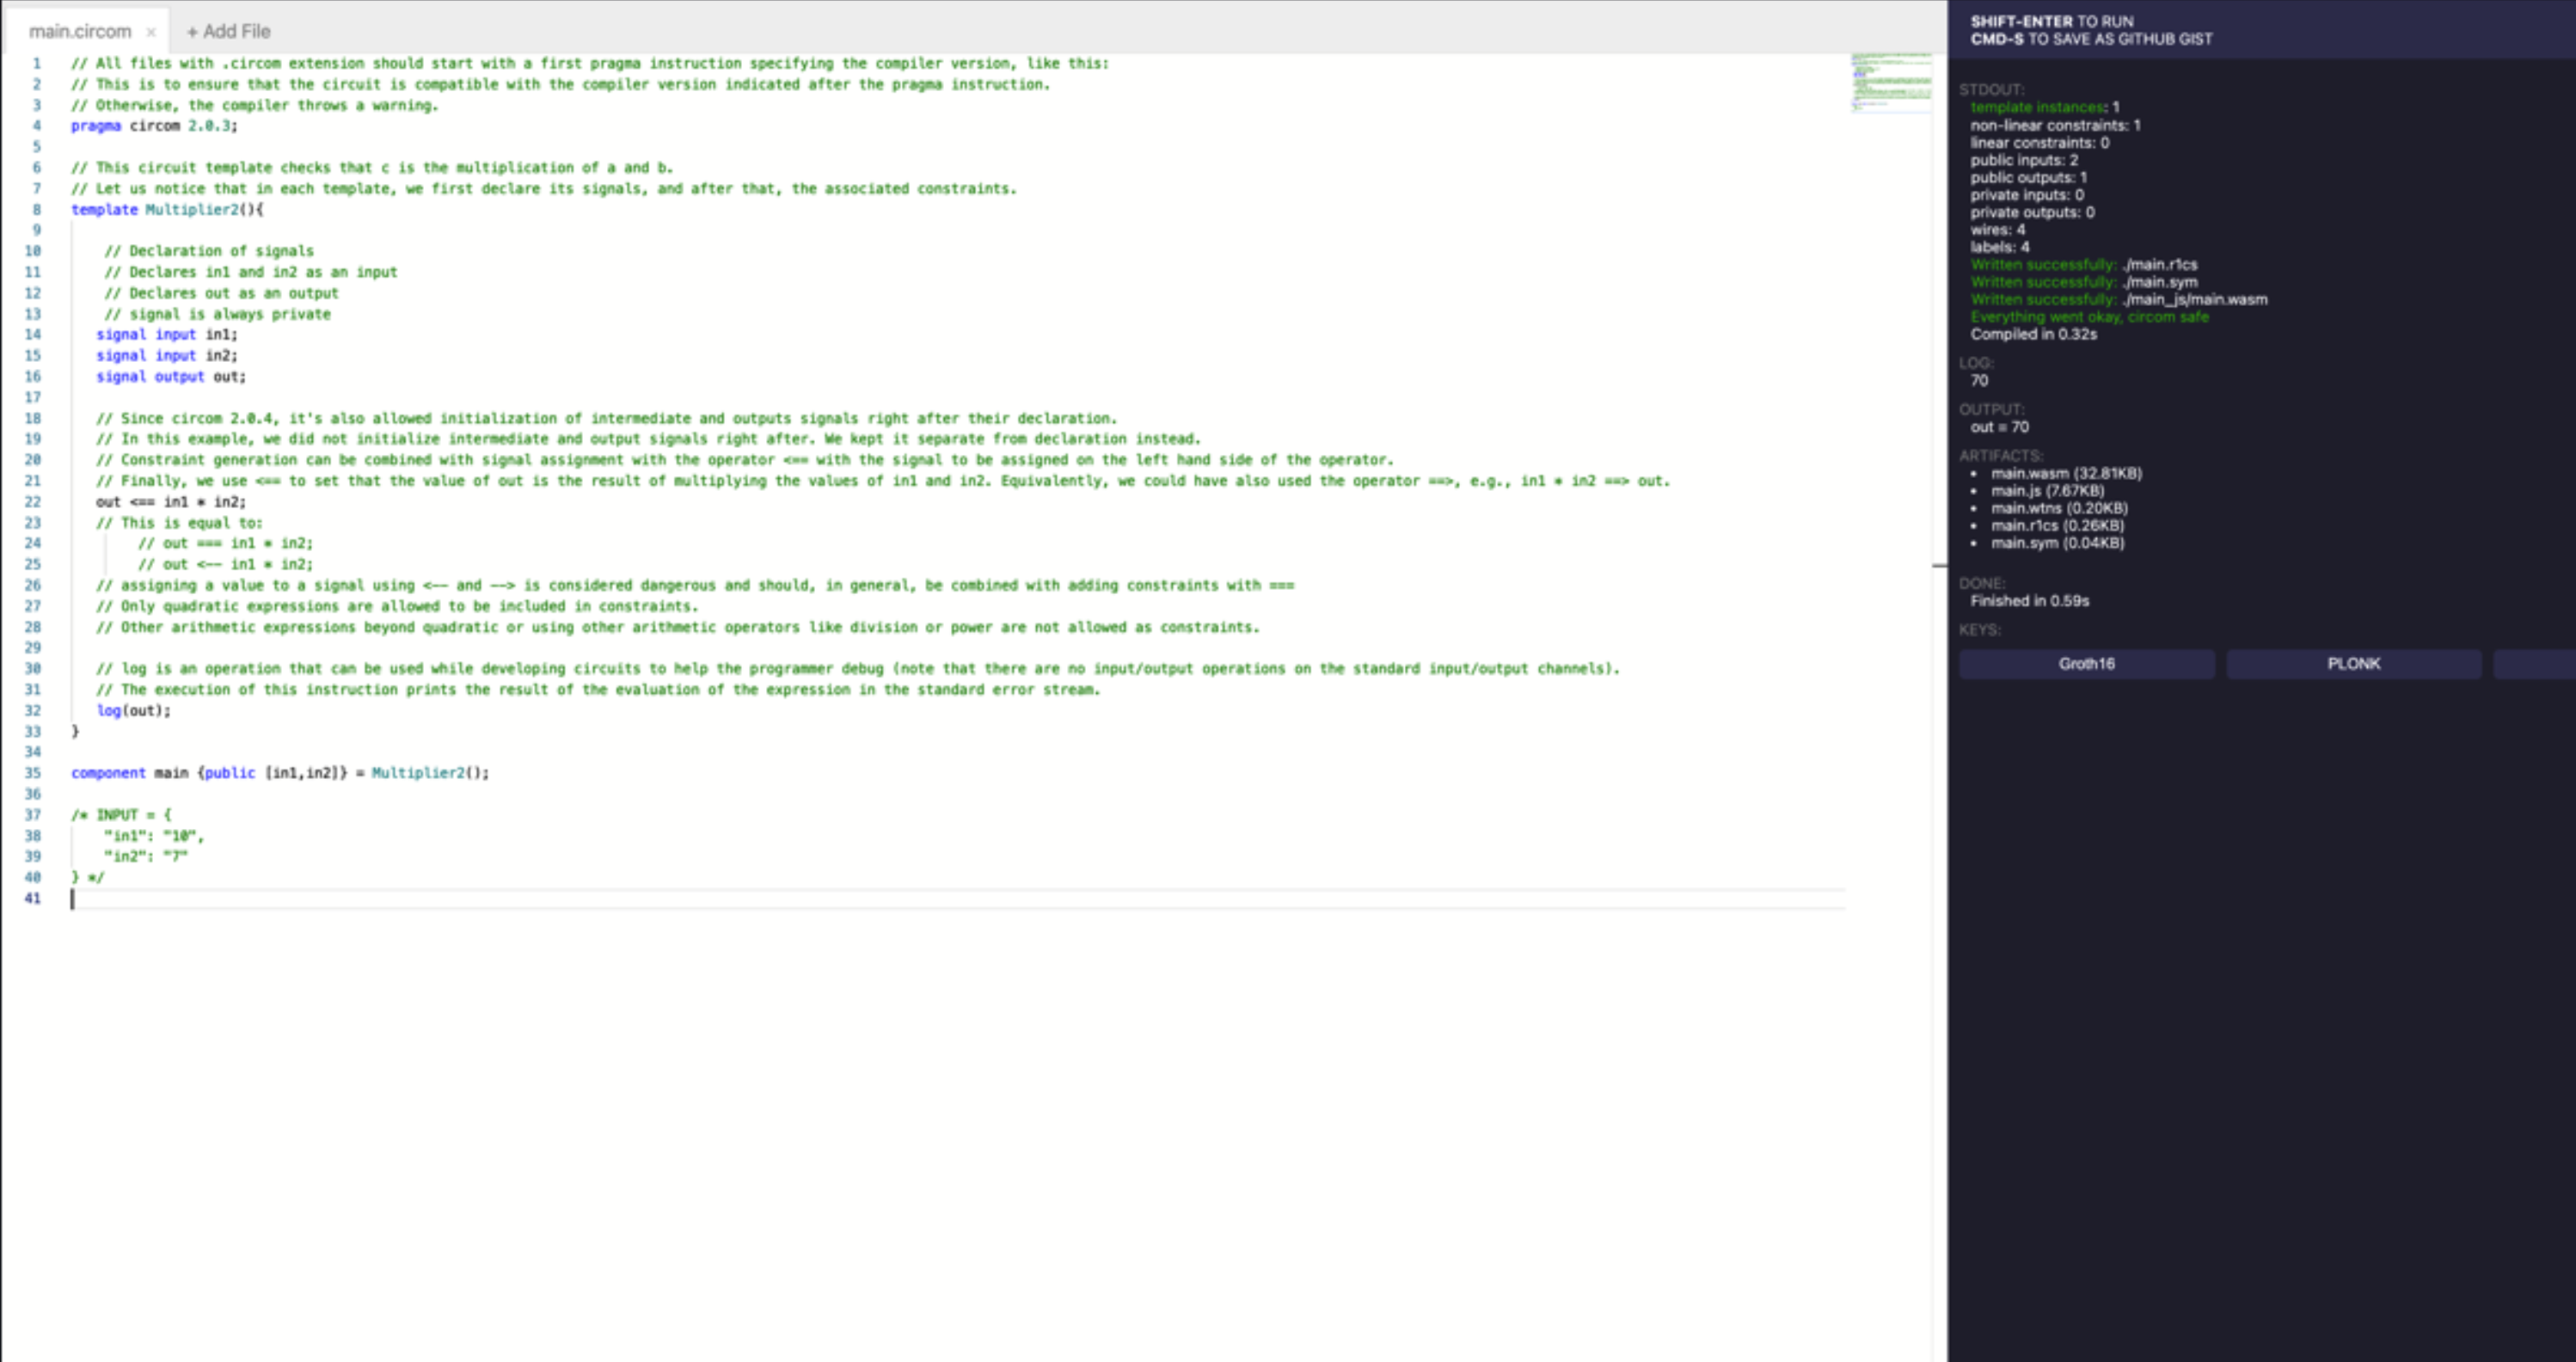 main.circom ×
+ Add File
1 // All files with .circom extension should start with a first pragma instruction specifying the compiler version, like this:
2 // This is to ensure that the circuit is compatible with the compiler version indicated after the pragma instruction.
3 // Otherwise, the compiler throws a warning.
4 pragma circom 2.0.3;
5
6 // This circuit template checks that c is the multiplication of a and b.
7 // Let us notice that in each template, we first declare its signals, and after that, the associated constraints.
8 template Multiplier2(){
9
10 // Declaration of signals
11 // Declares in1 and in2 as an input
12 // Declares out as an output
13 // signal is always private
14 signal input in1;
15 signal input in2;
16 signal output out;
17
18 // Since circom 2.0.4, it's also allowed initialization of intermediate and outputs signals right after their declaration.
19 // In this example, we did not initialize intermediate and output signals right after. We kept it separate from declaration instead.
20 // Constraint generation can be combined with signal assignment with the operator <== with the signal to be assigned on the left hand side of the operator.
21 // Finally, we use <== to set that the value of out is the result of multiplying the values of in1 and in2. Equivalently, we could have also used the operator ==>, e.g., in1 * in2 ==> out.
22 out <== in1 * in2;
23 // This is equal to:
24 // out === in1 * in2;
25 // out <-- in1 * in2;
26 // assigning a value to a signal using <-- and --> is considered dangerous and should, in general, be combined with adding constraints with ===
27 // Only quadratic expressions are allowed to be included in constraints.
28 // Other arithmetic expressions beyond quadratic or using other arithmetic operators like division or power are not allowed as constraints.
29
30 // log is an operation that can be used while developing circuits to help the programmer debug (note that there are no input/output operations on the standard input/output channels).
31 // The execution of this instruction prints the result of the evaluation of the expression in the standard error stream.
32 log(out);
33 }
34
35 component main {public [in1,in2]} = Multiplier2();
36
37 /* INPUT = {
38 "in1": "10",
39 "in2": "7"
40 } */
41
SHIFT-ENTER TO RUN
CMD-S TO SAVE AS GITHUB GIST
STDOUT:
template instances: 1
non-linear constraints: 1
linear constraints: 0
public inputs: 2
public outputs: 1
private inputs: 0
private outputs: 0
wires: 4
labels: 4
Written successfully: ./main.r1cs
Written successfully: ./main.sym
Written successfully: ./main_js/main.wasm
Everything went okay, circom safe
Compiled in 0.32s
LOG:
70
OUTPUT:
out = 70
ARTIFACTS:
• main.wasm (32.81KB)
• main.js (7.67KB)
• main.wtns (0.20KB)
• main.r1cs (0.26KB)
• main.sym (0.04KB)
DONE:
Finished in 0.59s
KEYS:
Groth16
PLONK